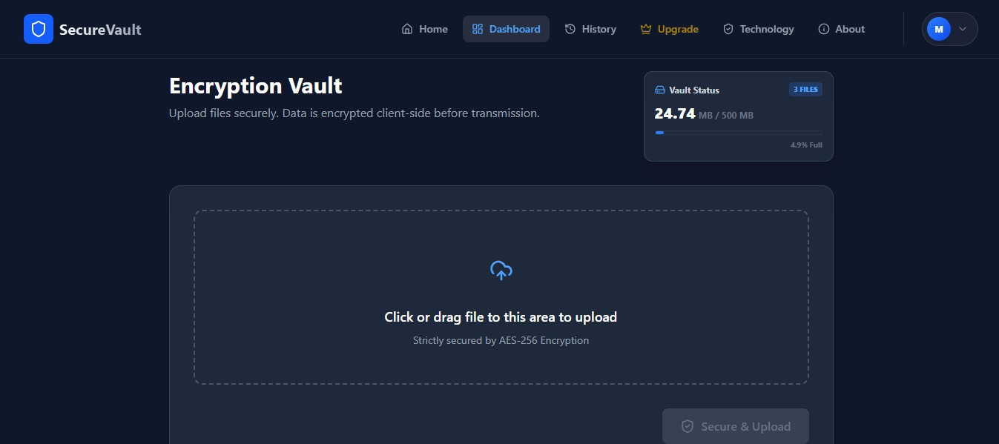 SecureVault
Home
Dashboard
History
Upgrade
Technology
About
M
Encryption Vault
Upload files securely. Data is encrypted client-side before transmission.
Vault Status
3 FILES
24.74 MB / 500 MB
4.9% Full
Click or drag file to this area to upload
Strictly secured by AES-256 Encryption
Secure & Upload